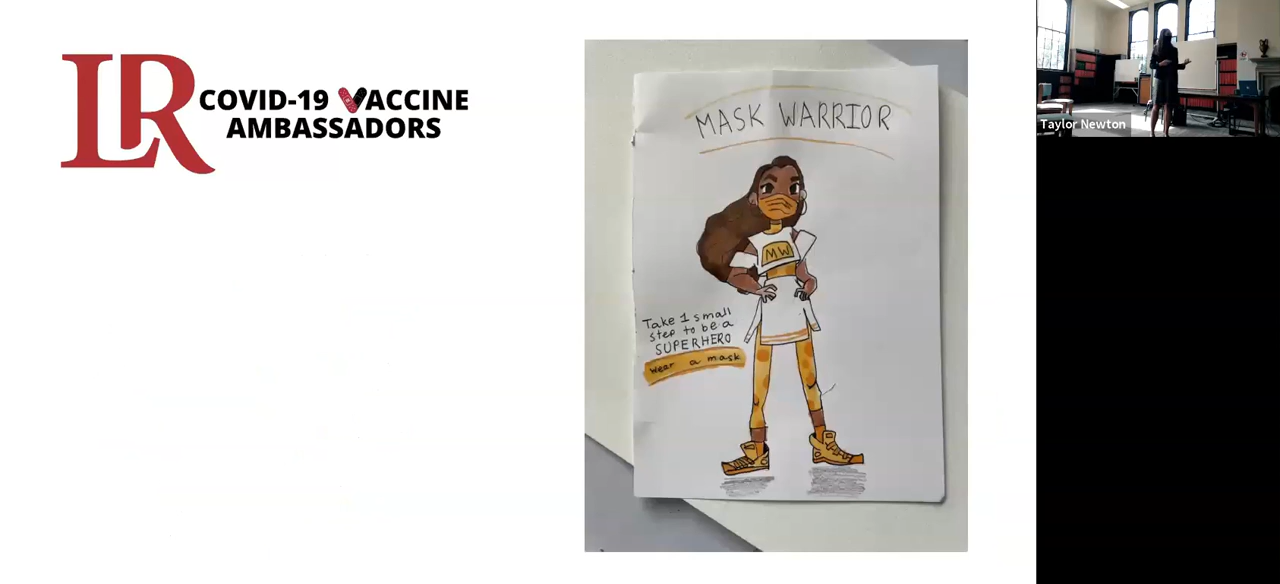 LR
COVID-19 VACCINE
AMBASSADORS
MASK WARRIOR
MW
Take 1 small
step to be a
SUPERHERO
wear a mask
Taylor Newton